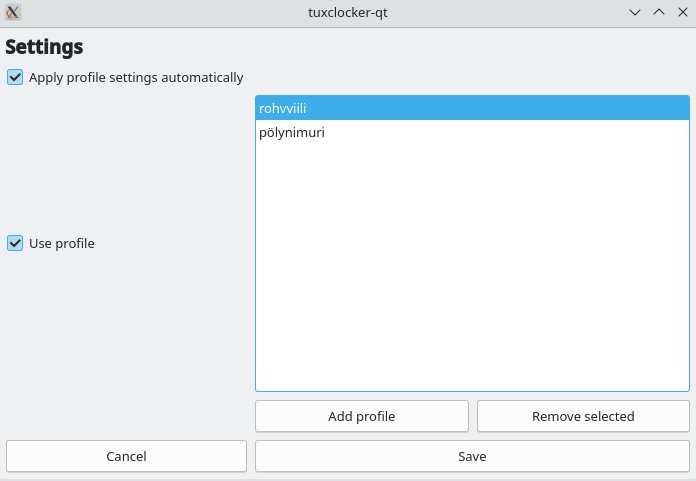 tuxclocker-qt
Settings
Apply profile settings automatically
rohvviili
pölynimuri
Use profile
Add profile
Remove selected
Cancel
Save